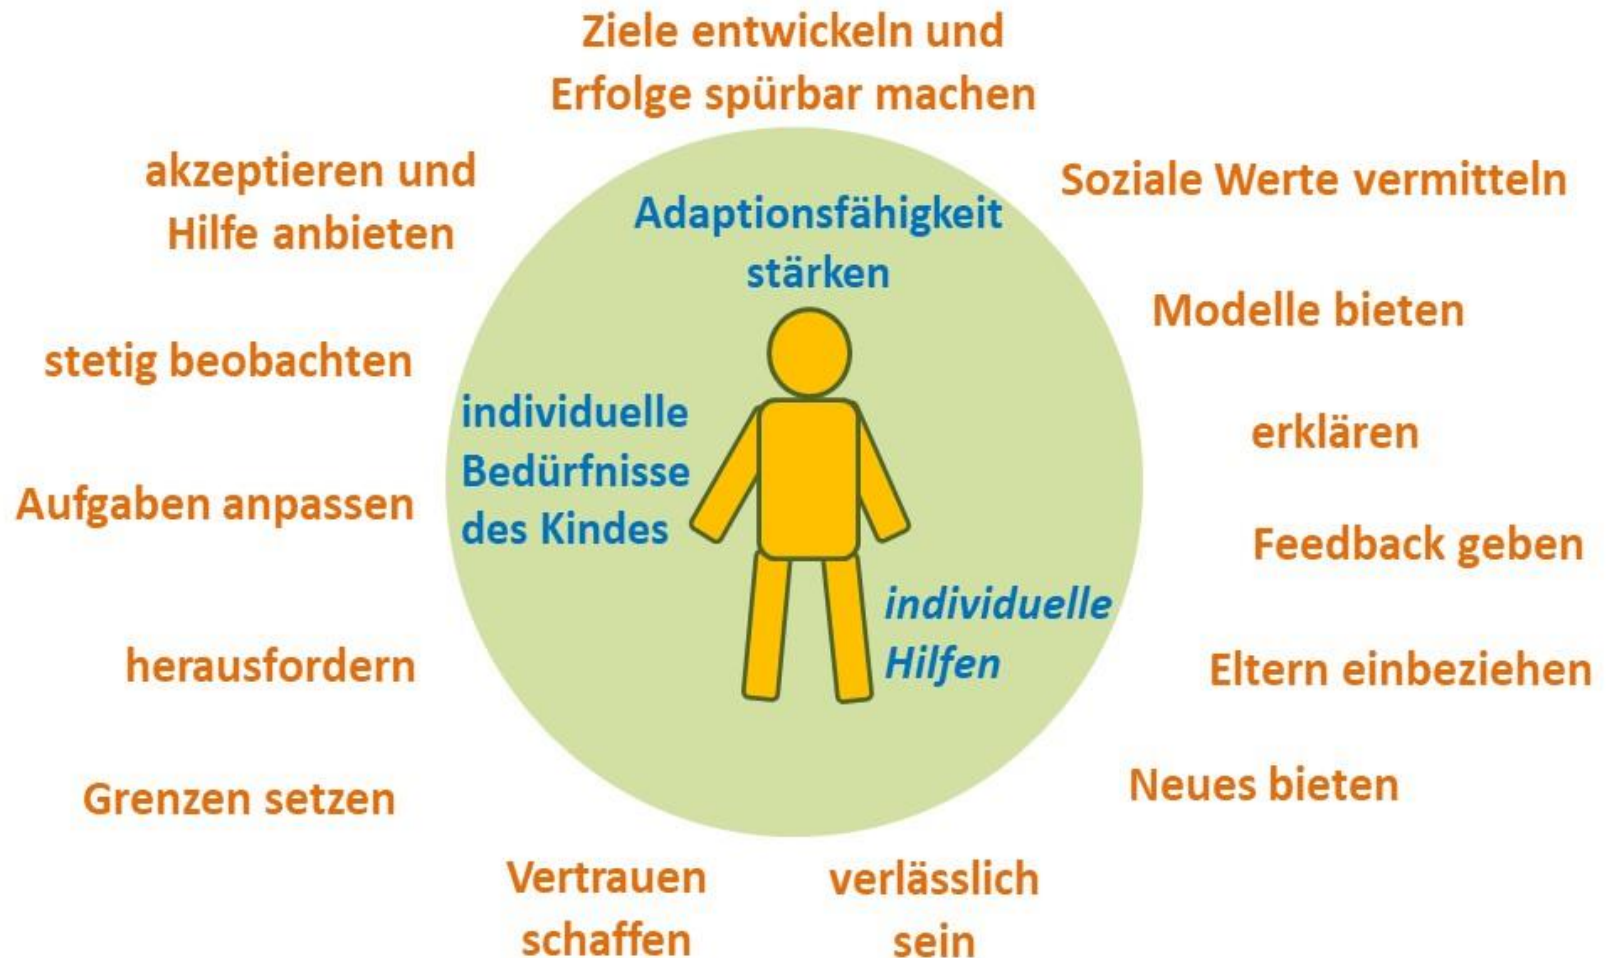 Ziele entwickeln und
Erfolge spürbar machen
akzeptieren und
Hilfe anbieten
Soziale Werte vermitteln
Adaptionsfähigkeit
stärken
Modelle bieten
stetig beobachten
individuelle
Bedürfnisse
des Kindes
erklären
Aufgaben anpassen
Feedback geben
individuelle
Hilfen
herausfordern
Eltern einbeziehen
Grenzen setzen
Neues bieten
Vertrauen
schaffen
verlässlich
sein